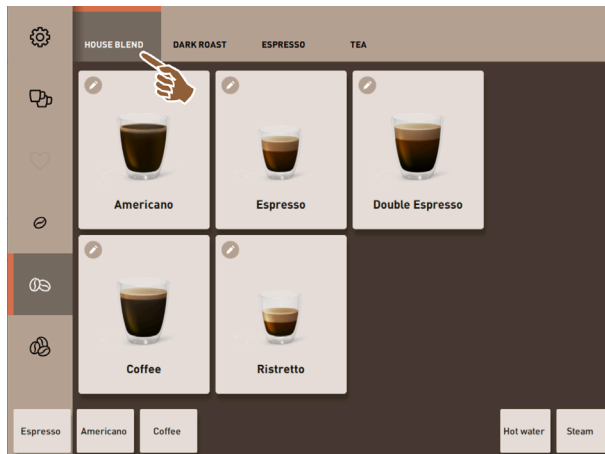 HOUSE BLEND DARK ROAST ESPRESSO TEA
Americano Espresso Double Espresso
Coffee Ristretto
Espresso Americano Coffee Hot water Steam